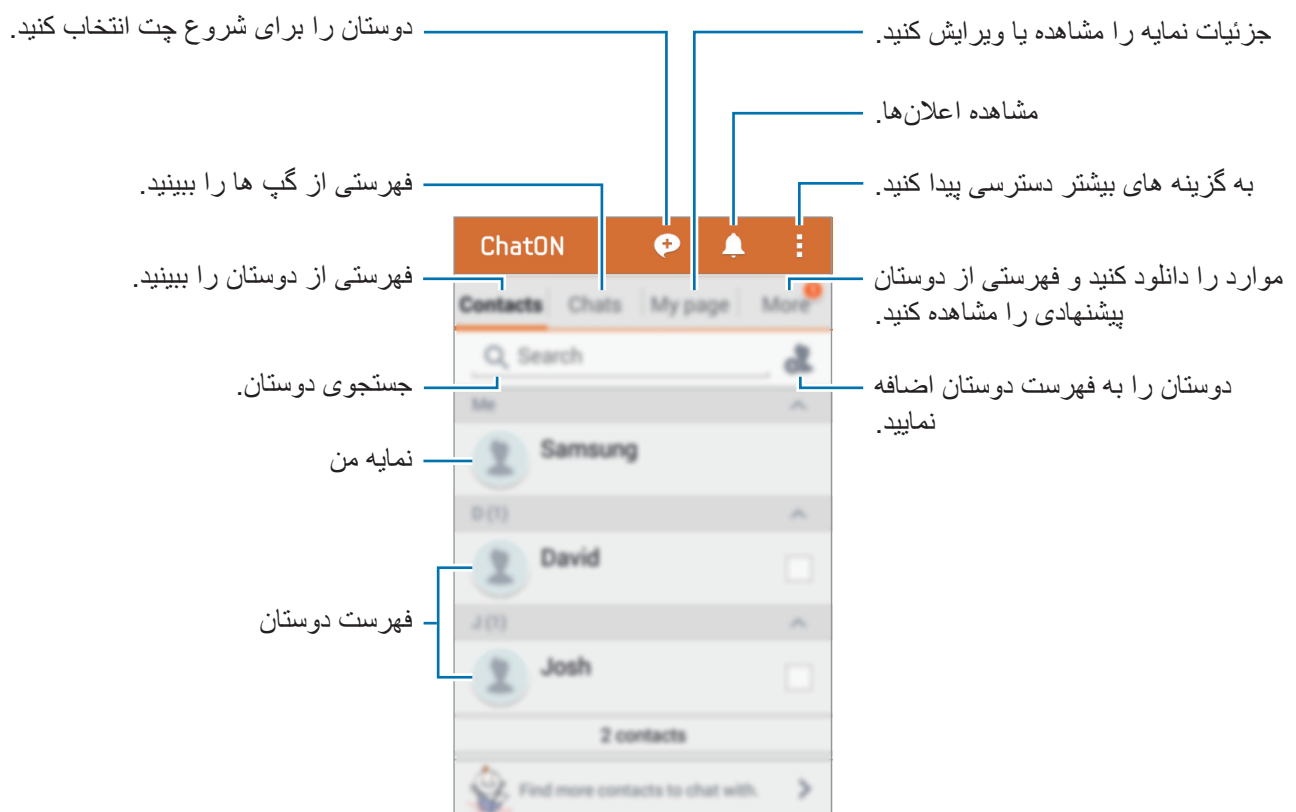 دوستان را برای شروع چت انتخاب کنید.
جزئیات نمایه را مشاهده یا ویرایش کنید.
مشاهده اعلان‌ها.
فهرستی از گپ ها را ببینید.
به گزینه های بیشتر دسترسی پیدا کنید.
ChatON
فهرستی از دوستان را ببینید.
موارد را دانلود کنید و فهرستی از دوستان
پیشنهادی را مشاهده کنید.
Contacts Chats My page More
Search
جستجوی دوستان.
دوستان را به فهرست دوستان اضافه
نمایید.
Me
نمایه من
Samsung
D (1)
David
فهرست دوستان
J (1)
Josh
2 contacts
Find more contacts to chat with.